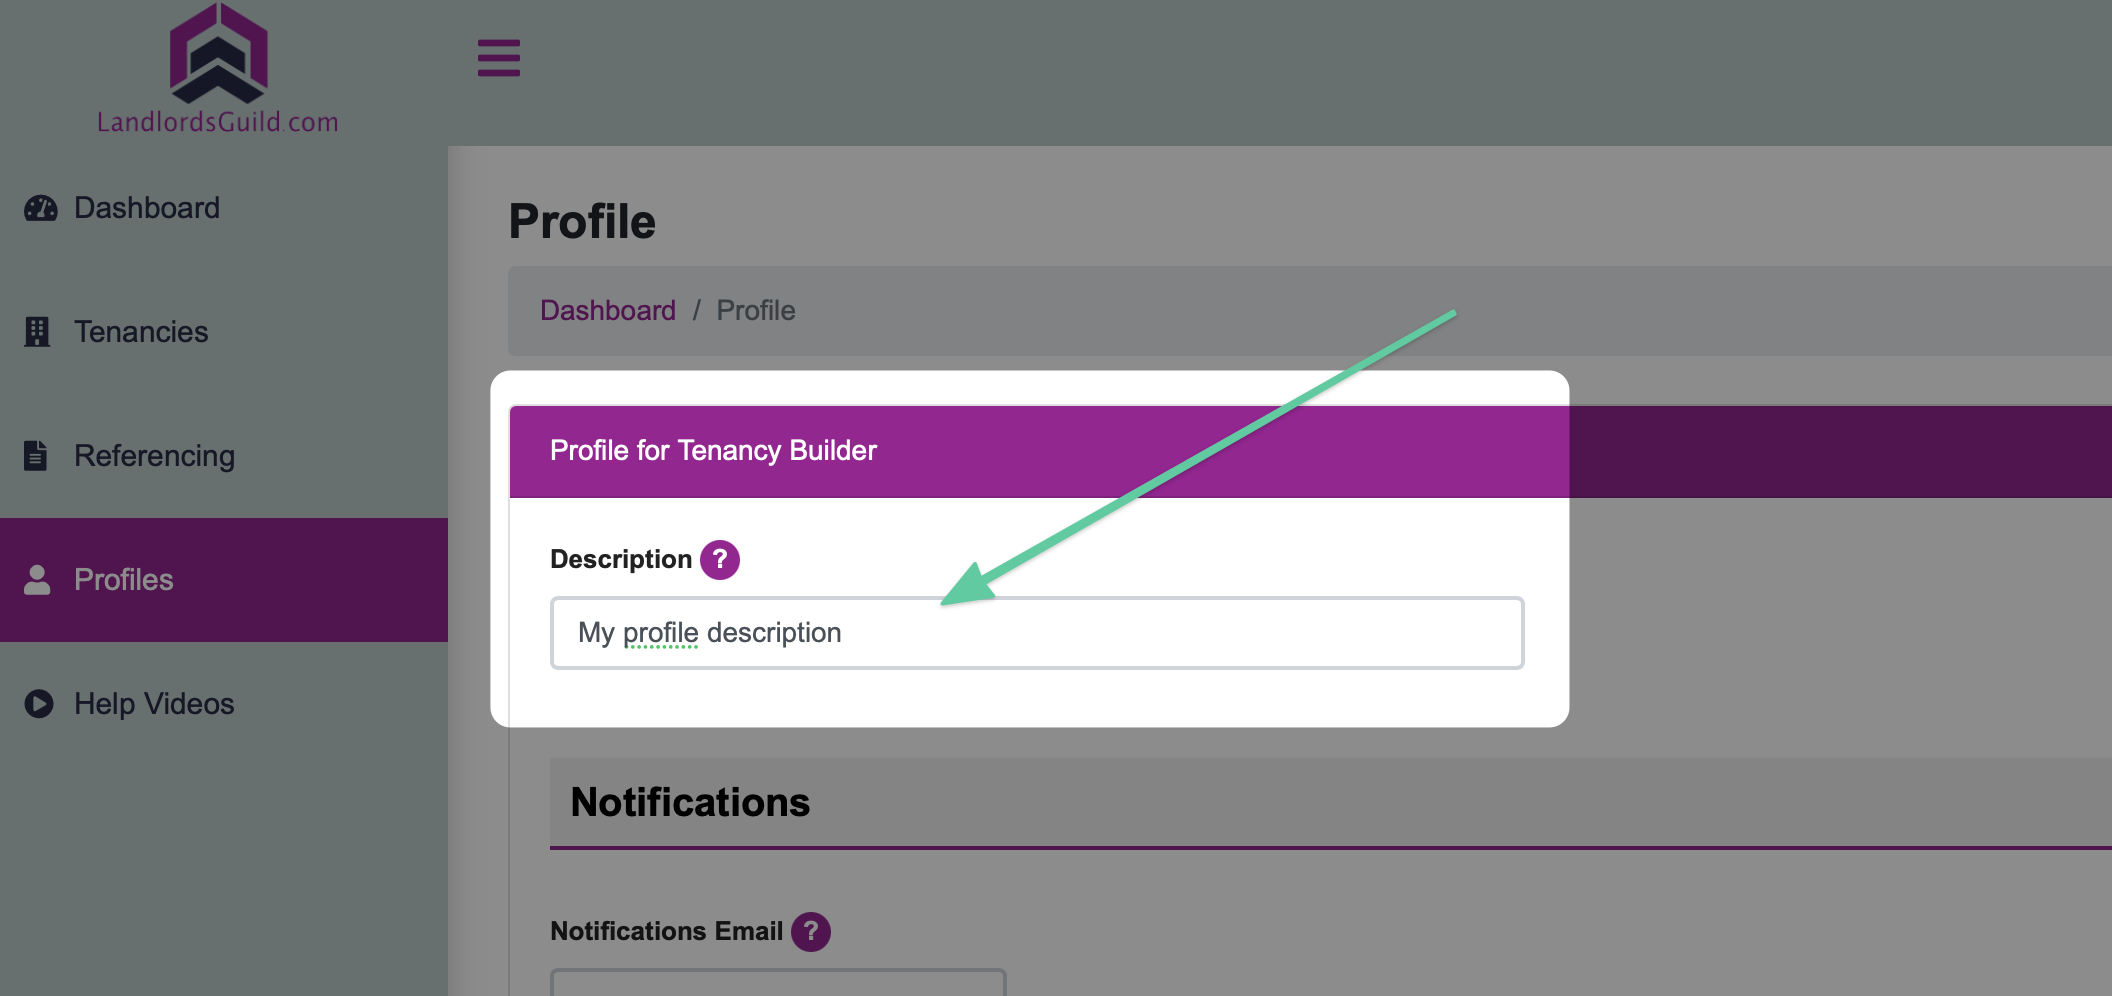 LandlordsGuild.com
Dashboard
Tenancies
Referencing
Profiles
Help Videos
Profile
Dashboard / Profile
Profile for Tenancy Builder
Description ?
My profile description
Notifications
Notifications Email ?